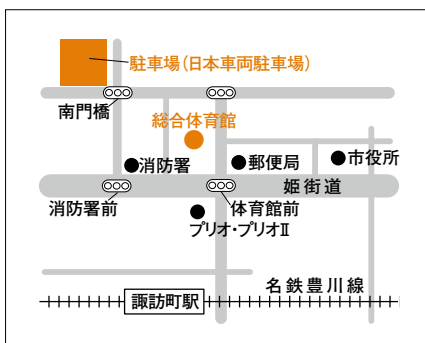 駐車場（日本車両駐車場）
南門橋
総合体育館
消防署
郵便局
市役所
姫街道
消防署前
体育館前
プリオ・プリオⅡ
名鉄豊川線
諏訪町駅